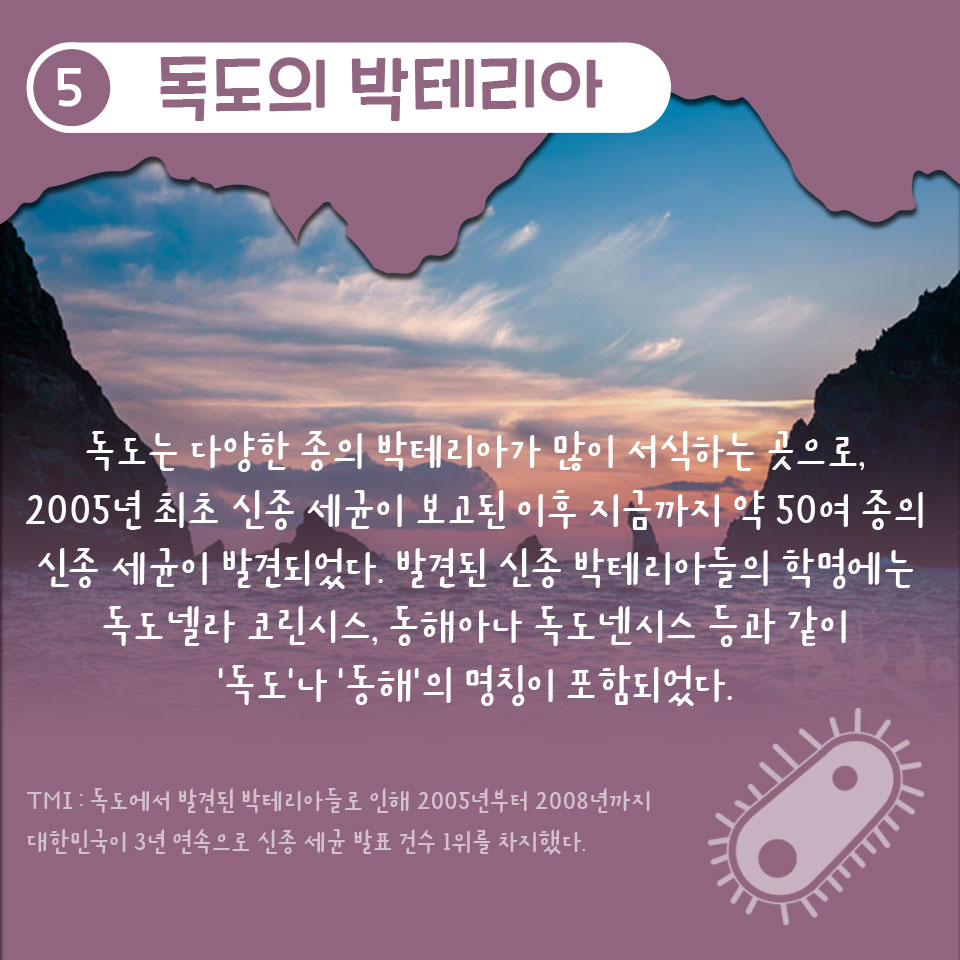 5 독도의 박테리아
독도는 다양한 종의 박테리아가 많이 서식하는 곳으로,
2005년 최초 신종 세균이 보고된 이후 지금까지 약 50여 종의
신종 세균이 발견되었다. 발견된 신종 박테리아들의 학명에는
독도넬라 코린시스, 동해아나 독도넨시스 등과 같이
'독도'나 '동해'의 명칭이 포함되었다.
TMI : 독도에서 발견된 박테리아들로 인해 2005년부터 2008년까지
대한민국이 3년 연속으로 신종 세균 발표 건수 1위를 차지했다.